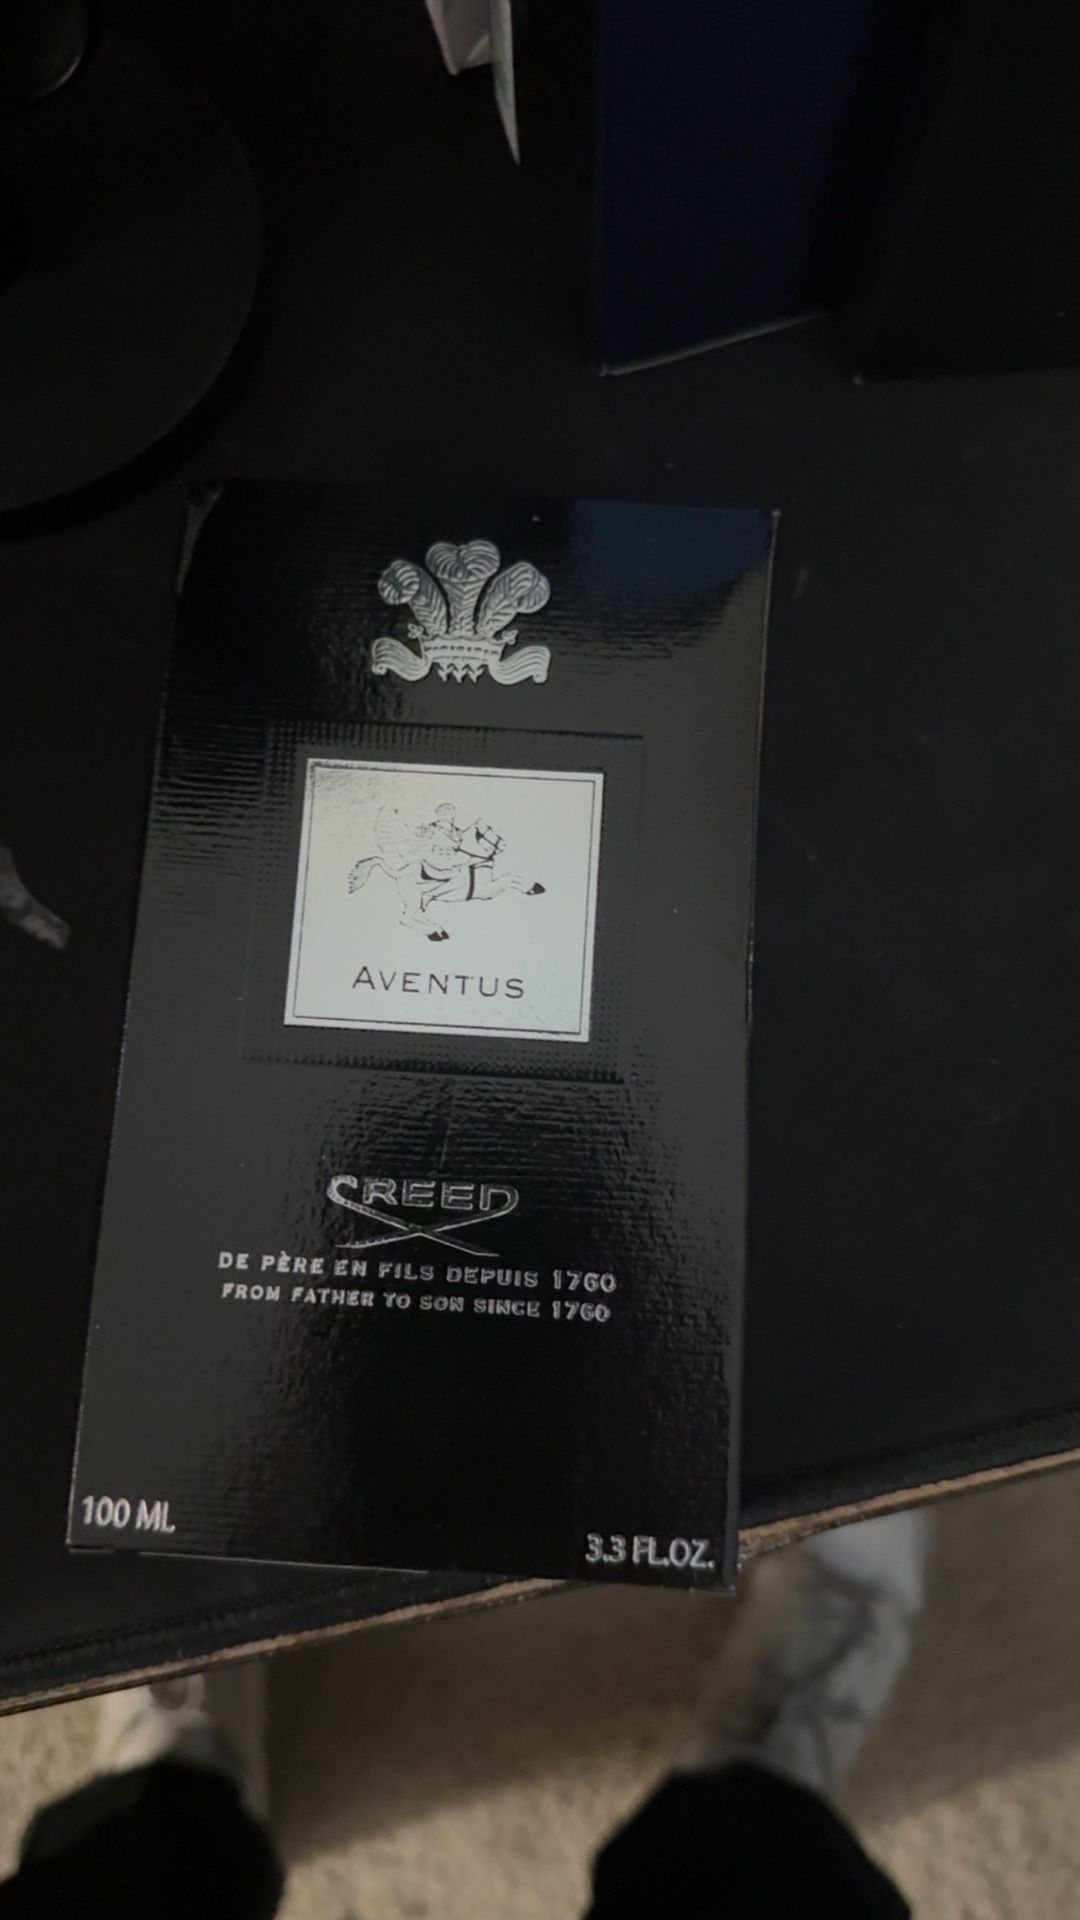 AVENTUS
CREED
DE PÈRE EN FILS DEPUIS 1760
FROM FATHER TO SON SINCE 1760
100 ML
3.3 FL.OZ.